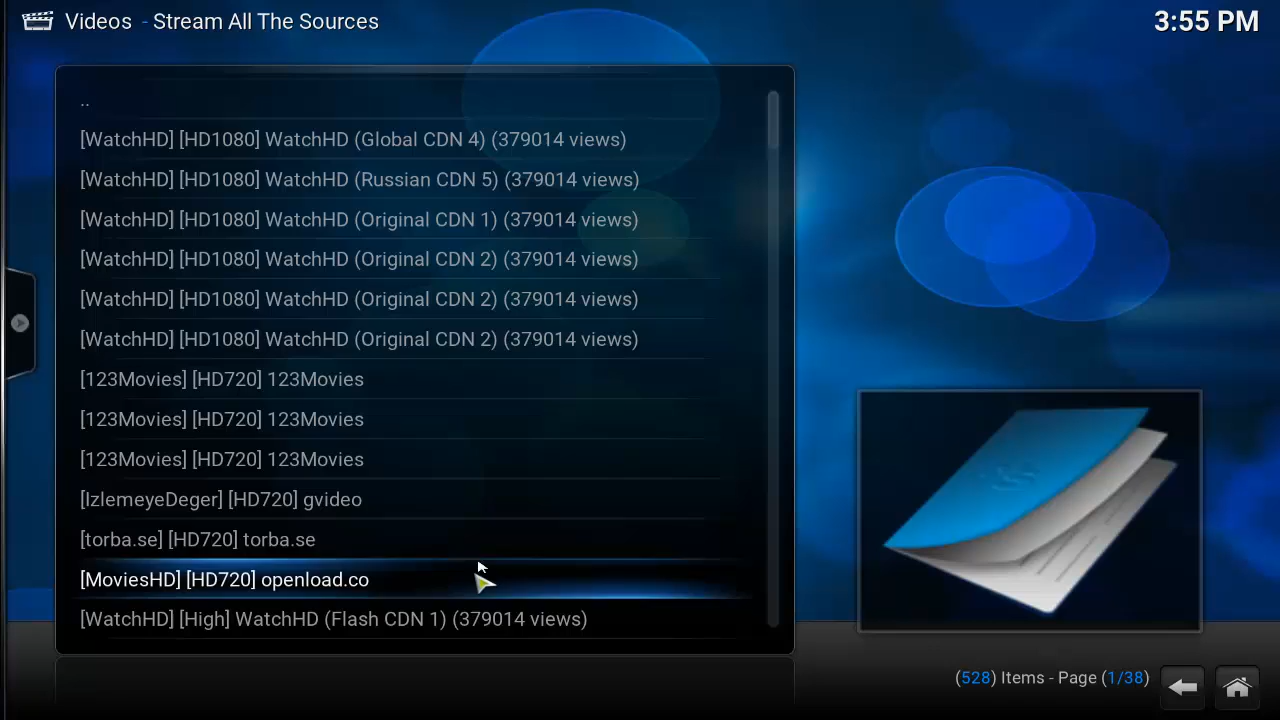 Videos - Stream All The Sources
3:55 PM
..
[WatchHD] [HD1080] WatchHD (Global CDN 4) (379014 views)
[WatchHD] [HD1080] WatchHD (Russian CDN 5) (379014 views)
[WatchHD] [HD1080] WatchHD (Original CDN 1) (379014 views)
[WatchHD] [HD1080] WatchHD (Original CDN 2) (379014 views)
[WatchHD] [HD1080] WatchHD (Original CDN 2) (379014 views)
[WatchHD] [HD1080] WatchHD (Original CDN 2) (379014 views)
[123Movies] [HD720] 123Movies
[123Movies] [HD720] 123Movies
[123Movies] [HD720] 123Movies
[IzlemeyeDeger] [HD720] gvideo
[torba.se] [HD720] torba.se
[MoviesHD] [HD720] openload.co
[WatchHD] [High] WatchHD (Flash CDN 1) (379014 views)
(528) Items - Page (1/38)